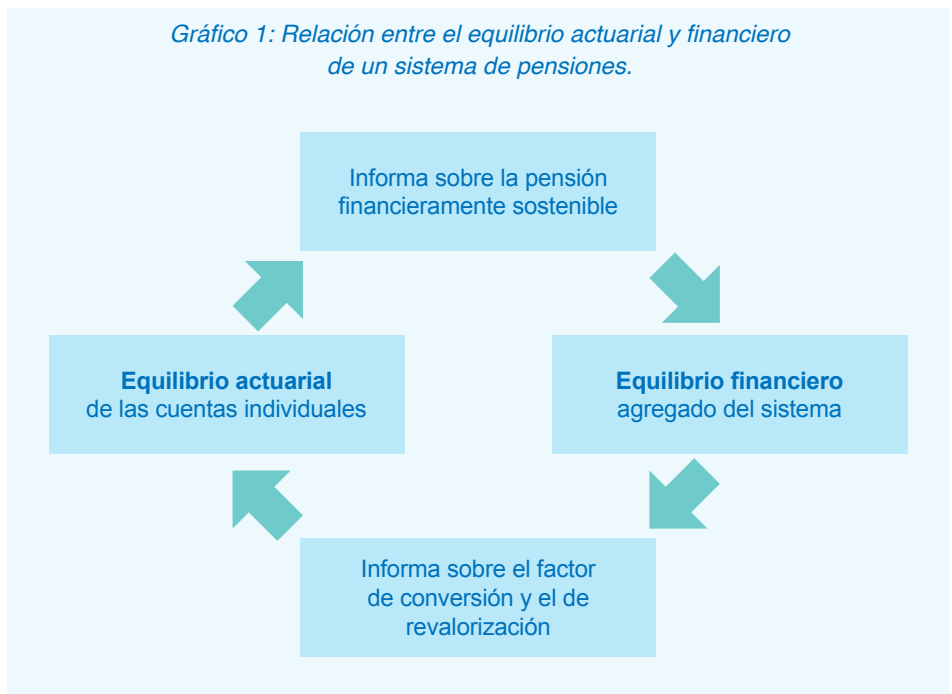 Gráfico 1: Relación entre el equilibrio actuarial y financiero
de un sistema de pensiones.
Informa sobre la pensión
financieramente sostenible
Equilibrio actuarial
de las cuentas individuales
Equilibrio financiero
agregado del sistema
Informa sobre el factor
de conversión y el de
revalorización